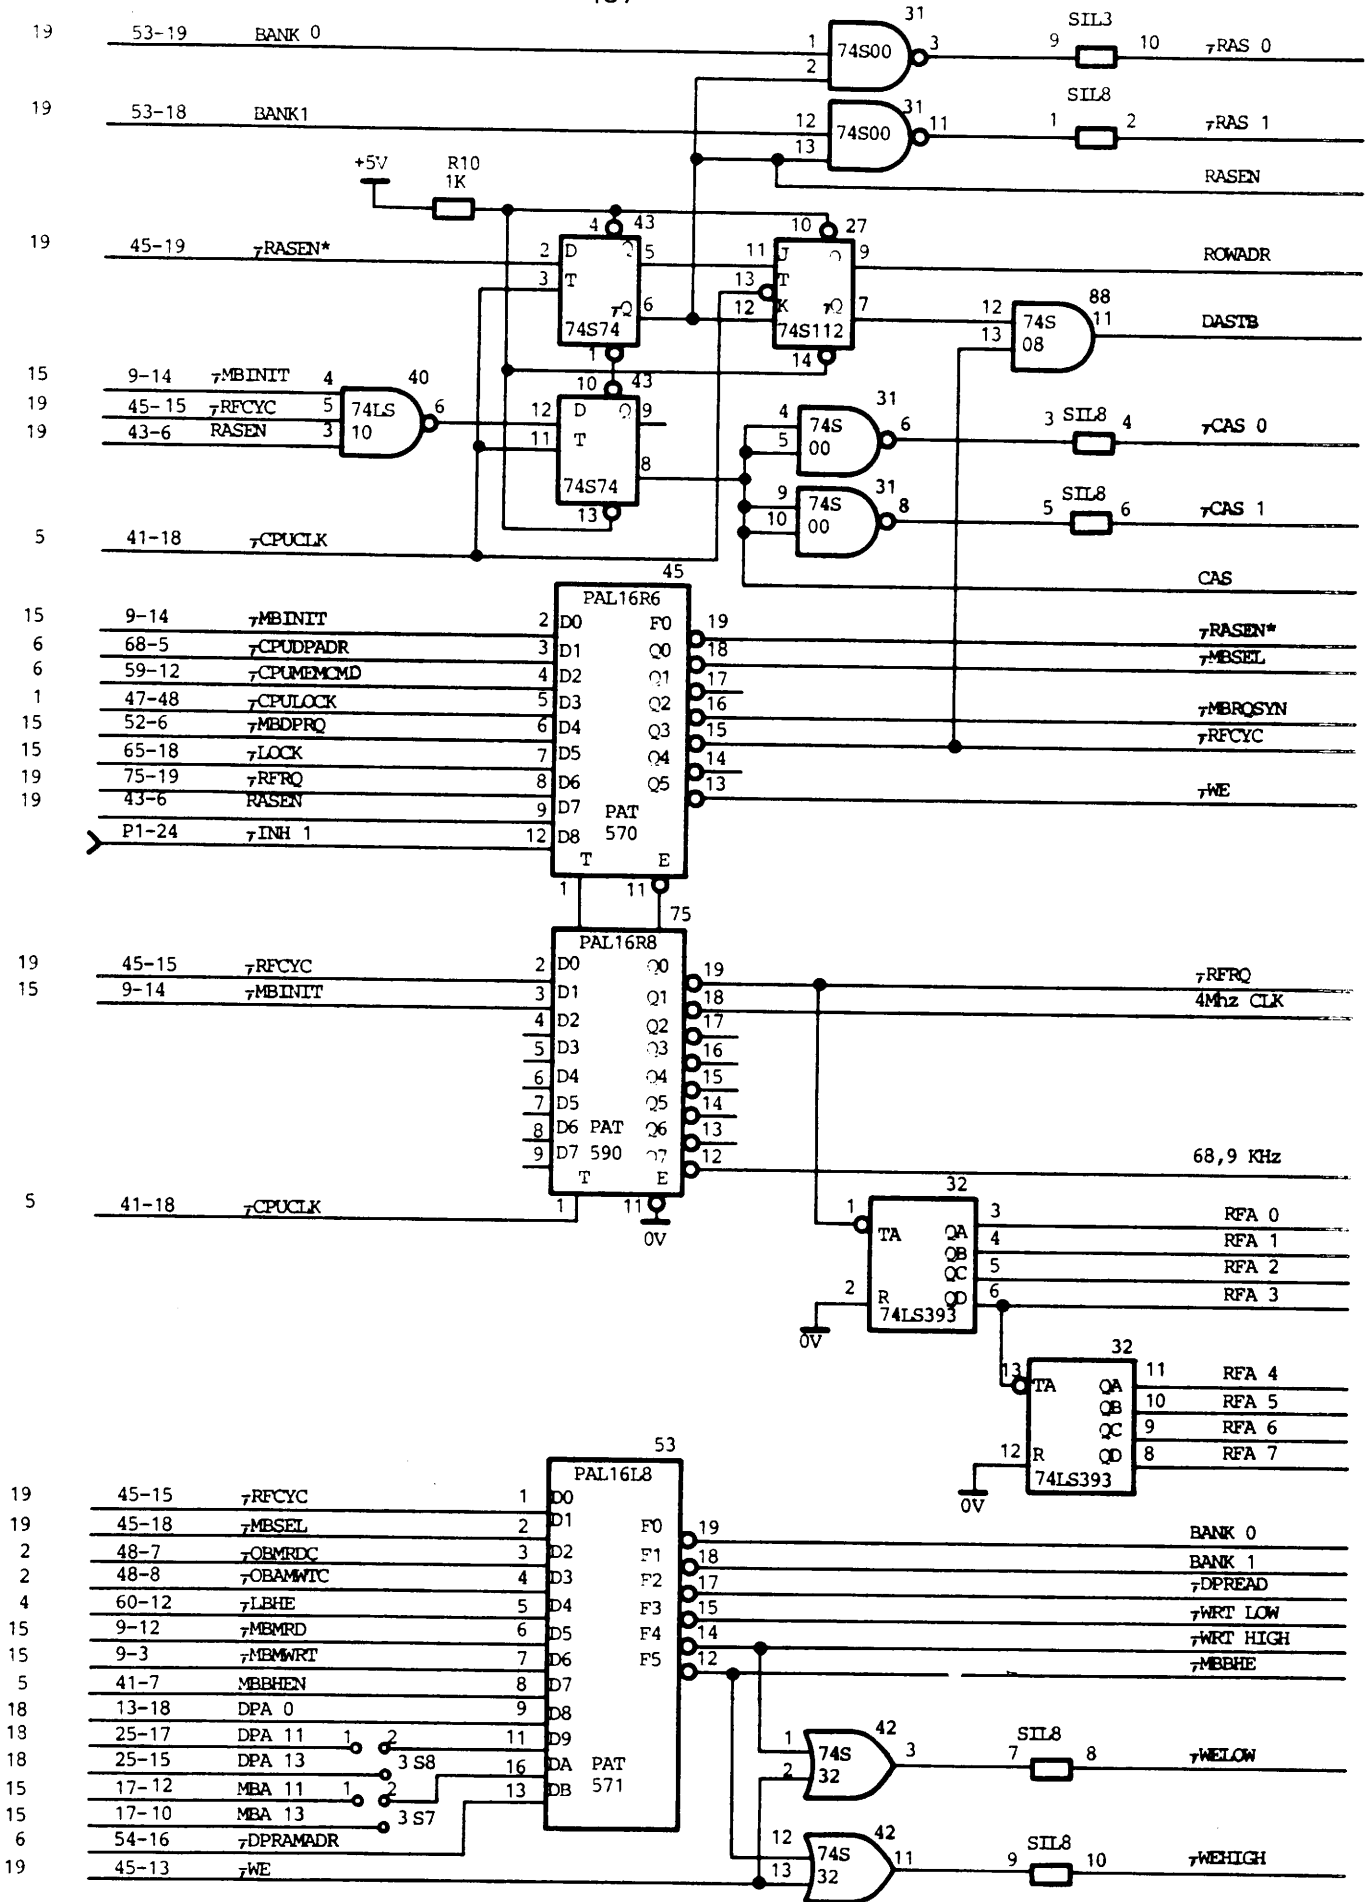 31
19 53-19 BANK 0 1 2 74S00 3 SIL3 9 10 ┐RAS 0
31
19 53-18 BANK1 12 13 74S00 11 SIL8 1 2 ┐RAS 1
RASEN
+5V R10 1K
19 45-19 ┐RASEN* 2 D 4 43 Q 5 3 T ┐Q 6 74S74 1
10 27 11 J Q 9 13 T 12 K ┐Q 7 74S112 14 ROWADR
12 13 74S 08 88 11 DASTB
15 9-14 ┐MBINIT 4 40
19 45-15 ┐RFCYC 5 74LS 10 6
19 43-6 RASEN 3
10 43 12 D Q 9 11 T 8 74S74 13
31 4 5 74S 00 6 3 SIL8 4 ┐CAS 0
31 9 10 74S 00 8 5 SIL8 6 ┐CAS 1
5 41-18 ┐CPUCLK
CAS
45
PAL16R6
15 9-14 ┐MBINIT 2 D0 F0 19 ┐RASEN*
6 68-5 ┐CPUDPADR 3 D1 Q0 18 ┐MBSEL
6 59-12 ┐CPUMEMCMD 4 D2 Q1 17
1 47-48 ┐CPULOCK 5 D3 Q2 16 ┐MBRQSYN
15 52-6 ┐MBDPRQ 6 D4 Q3 15 ┐RFCYC
15 65-18 ┐LOCK 7 D5 Q4 14
19 75-19 ┐RFRQ 8 D6 Q5 13 ┐WE
19 43-6 RASEN 9 D7 PAT
P1-24 ┐INH 1 12 D8 570
T E
1 11
75
PAL16R8
19 45-15 ┐RFCYC 2 D0 Q0 19 ┐RFRQ
15 9-14 ┐MBINIT 3 D1 Q1 18 4Mhz CLK
4 D2 Q2 17
5 D3 Q3 16
6 D4 Q4 15
7 D5 Q5 14
8 D6 PAT Q6 13
9 D7 590 Q7 12 68,9 KHz
T E
5 41-18 ┐CPUCLK 1 11
0V
32
1 TA QA 3 RFA 0
QB 4 RFA 1
QC 5 RFA 2
2 R QD 6 RFA 3
74LS393
0V
32
13 TA QA 11 RFA 4
QB 10 RFA 5
QC 9 RFA 6
12 R QD 8 RFA 7
74LS393
0V
53
PAL16L8
19 45-15 ┐RFCYC 1 D0
19 45-18 ┐MBSEL 2 D1 F0 19 BANK 0
2 48-7 ┐OBMRDC 3 D2 F1 18 BANK 1
2 48-8 ┐OBAMWTC 4 D3 F2 17 ┐DPREAD
4 60-12 ┐LBHE 5 D4 F3 15 ┐WRT LOW
15 9-12 ┐MBMRD 6 D5 F4 14 ┐WRT HIGH
15 9-3 ┐MBMWRT 7 D6 F5 12 ┐MBBHE
5 41-7 MBBHEN 8 D7
18 13-18 DPA 0 9 D8
18 25-17 DPA 11 1 2 11 D9
18 25-15 DPA 13 3 S8 16 DA PAT
15 17-12 MBA 11 1 2 13 DB 571
15 17-10 MBA 13 3 S7
6 54-16 ┐DPRAMADR
19 45-13 ┐WE
42 1 2 74S 32 3 SIL8 7 8 ┐WELOW
42 12 13 74S 32 11 SIL8 9 10 ┐WEHIGH